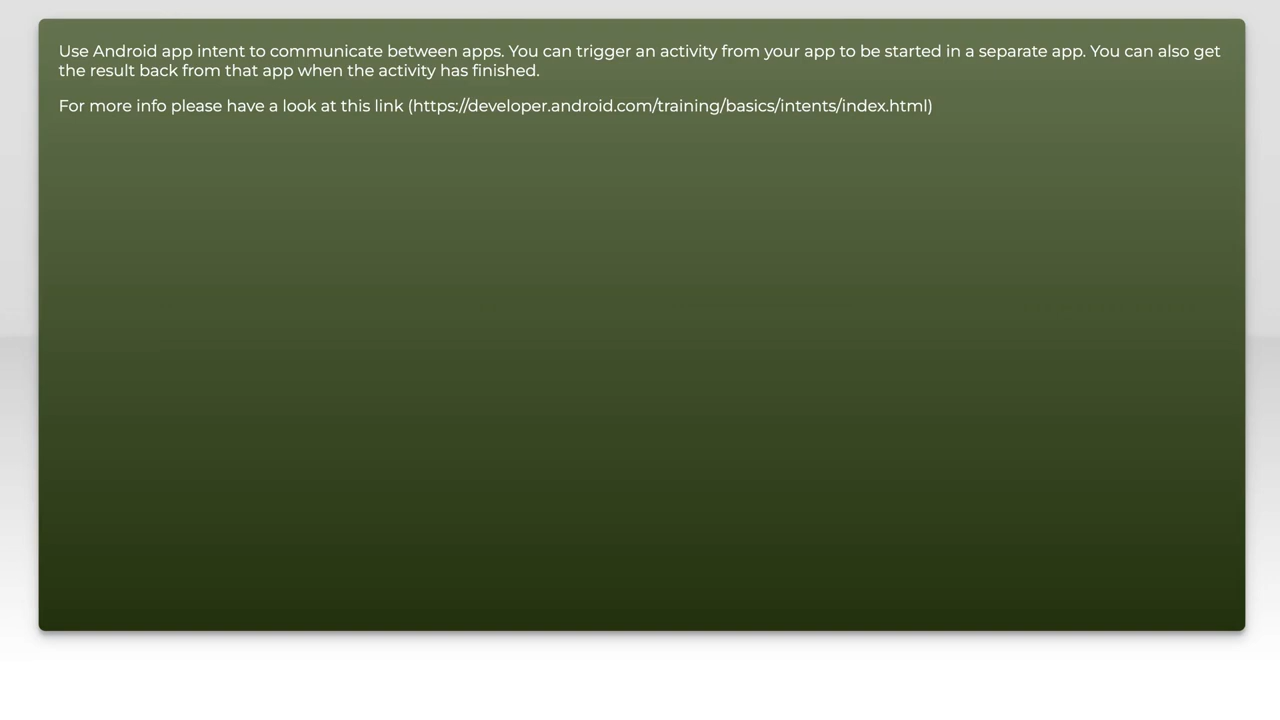 Use Android app intent to communicate between apps. You can trigger an activity from your app to be started in a separate app. You can also get
the result back from that app when the activity has finished.
For more info please have a look at this link (https://developer.android.com/training/basics/intents/index.html)